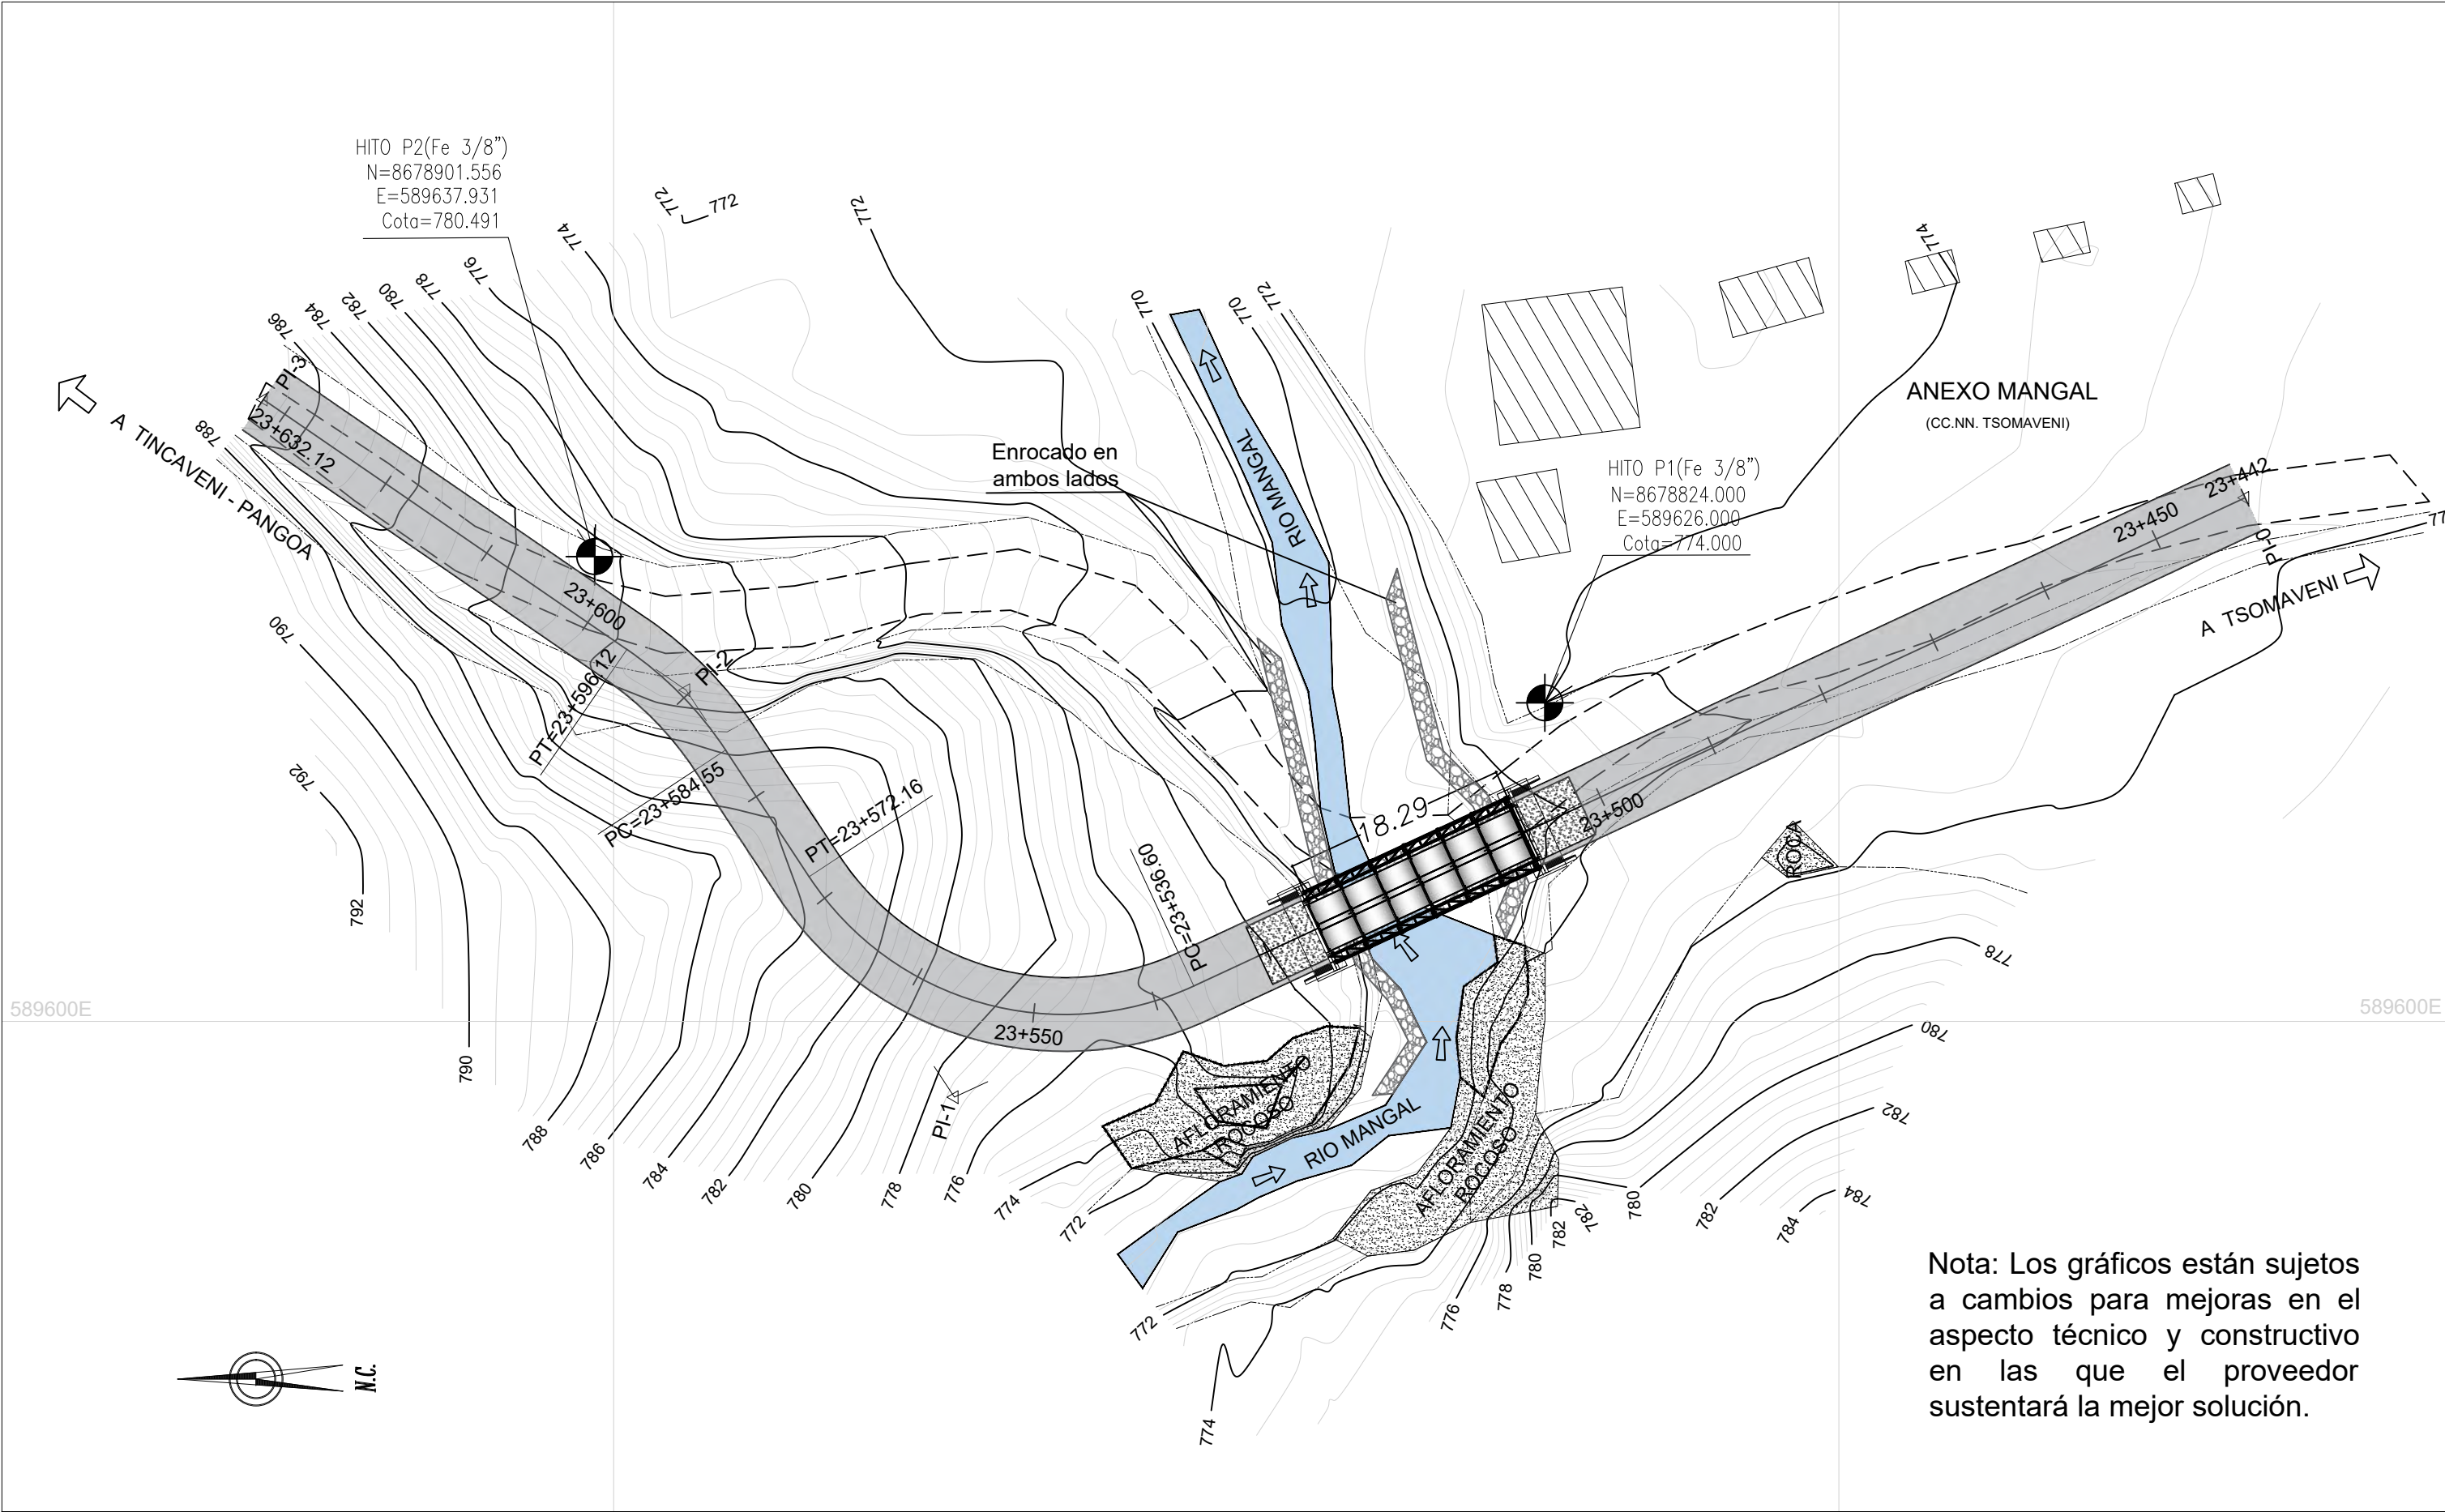 HITO P2(Fe 3/8")
N=8678901.556
E=589637.931
Cota=780.491
772
772
772
774
776
778
780
782
784
786
788
770
770
772
774
PI-3
23+632.12
A TINCAVENI - PANGOA
RIO MANGAL
Enrocado en
ambos lados
ANEXO MANGAL
(CC.NN. TSOMAVENI)
HITO P1(Fe 3/8")
N=8678824.000
E=589626.000
Cota=774.000
23+442
23+450
PI-0
77
A TSOMAVENI
23+600
PI-2
PT=23+596.12
PC=23+584.55
PT=23+572.16
PC=23+536.60
18.29
23+500
ROCA
790
792
792
790
788
786
784
782
780
778
776
774
772
589600E
589600E
23+550
PI-1
AFLORAMIENTO
ROCOSO
RIO MANGAL
AFLORAMIENTO
ROCOSO
778
780
782
784
772
774
776
778
780
782
782
780
782
784
N.C.
Nota: Los gráficos están sujetos
a cambios para mejoras en el
aspecto técnico y constructivo
en las que el proveedor
sustentará la mejor solución.